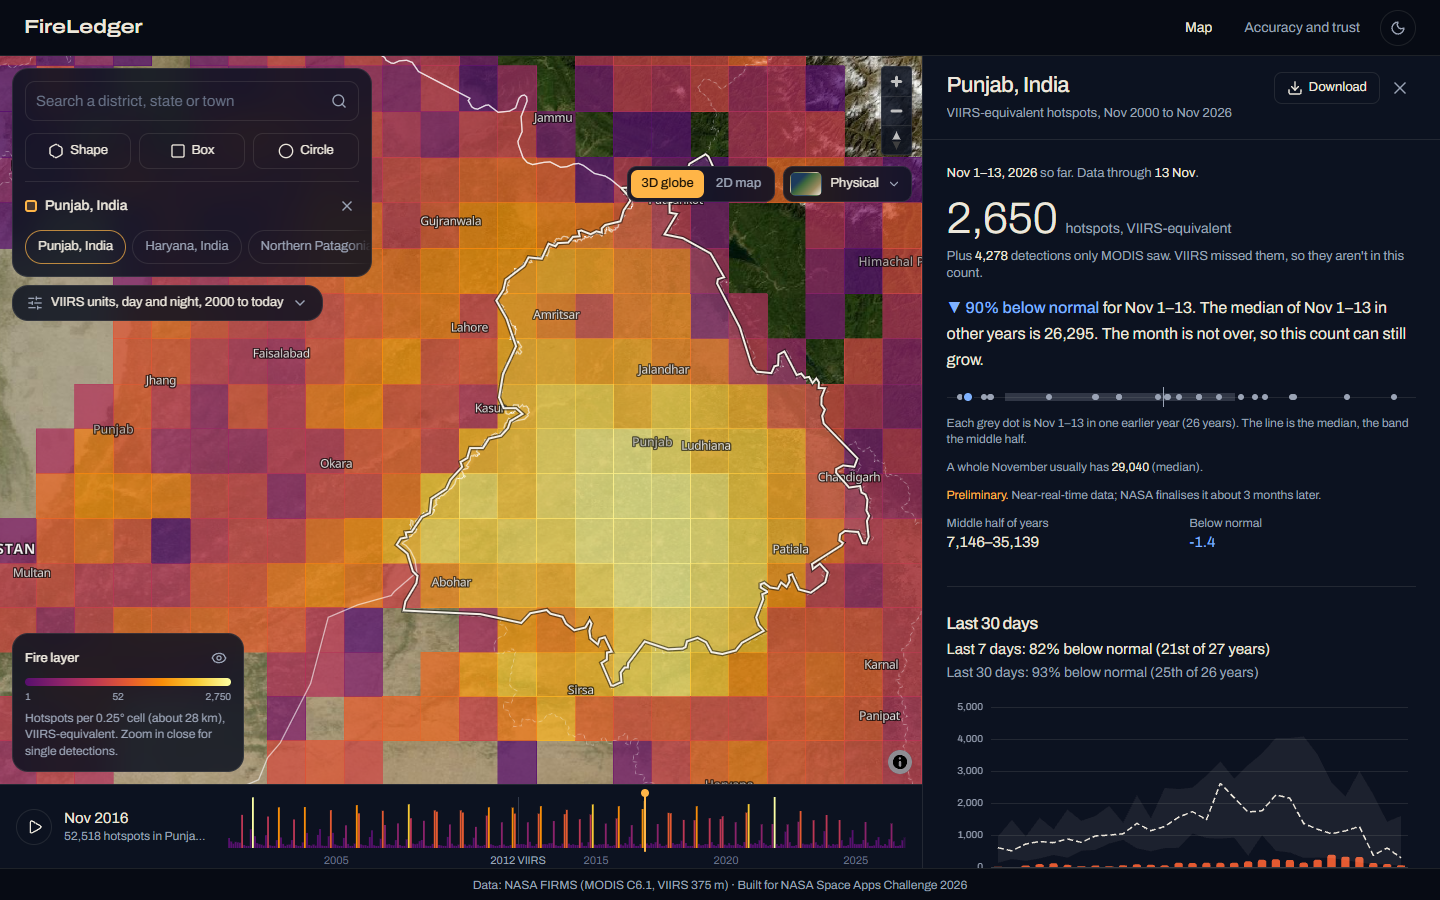 FireLedger
Map
Accuracy and trust
Search a district, state or town
Shape
Box
Circle
Punjab, India
Punjab, India
Haryana, India
Northern Patagoni
VIIRS units, day and night, 2000 to today
3D globe
2D map
Physical
Jammu
Gujranwala
Himachal P
Amritsar
Lahore
Faisalabad
Jalandhar
Jhang
Kasur
Punjab
Punjab
Ludhiana
Okara
Chandigarh
STAN
Patiala
Multan
Abohar
Karnal
Sirsa
Panipat
Haryana
Fire layer
1
52
2,750
Hotspots per 0.25° cell (about 28 km),
VIIRS-equivalent. Zoom in close for
single detections.
Nov 2016
52,518 hotspots in Punja...
2005
2012 VIIRS
2015
2020
2025
Punjab, India
Download
VIIRS-equivalent hotspots, Nov 2000 to Nov 2026
Nov 1–13, 2026 so far. Data through 13 Nov.
2,650 hotspots, VIIRS-equivalent
Plus 4,278 detections only MODIS saw. VIIRS missed them, so they aren't in this
count.
▼ 90% below normal for Nov 1–13. The median of Nov 1–13 in
other years is 26,295. The month is not over, so this count can still
grow.
Each grey dot is Nov 1–13 in one earlier year (26 years). The line is the median, the band
the middle half.
A whole November usually has 29,040 (median).
Preliminary. Near-real-time data; NASA finalises it about 3 months later.
Middle half of years
7,146–35,139
Below normal
-1.4
Last 30 days
Last 7 days: 82% below normal (21st of 27 years)
Last 30 days: 93% below normal (25th of 26 years)
5,000
4,000
3,000
2,000
1,000
0
Data: NASA FIRMS (MODIS C6.1, VIIRS 375 m) · Built for NASA Space Apps Challenge 2026